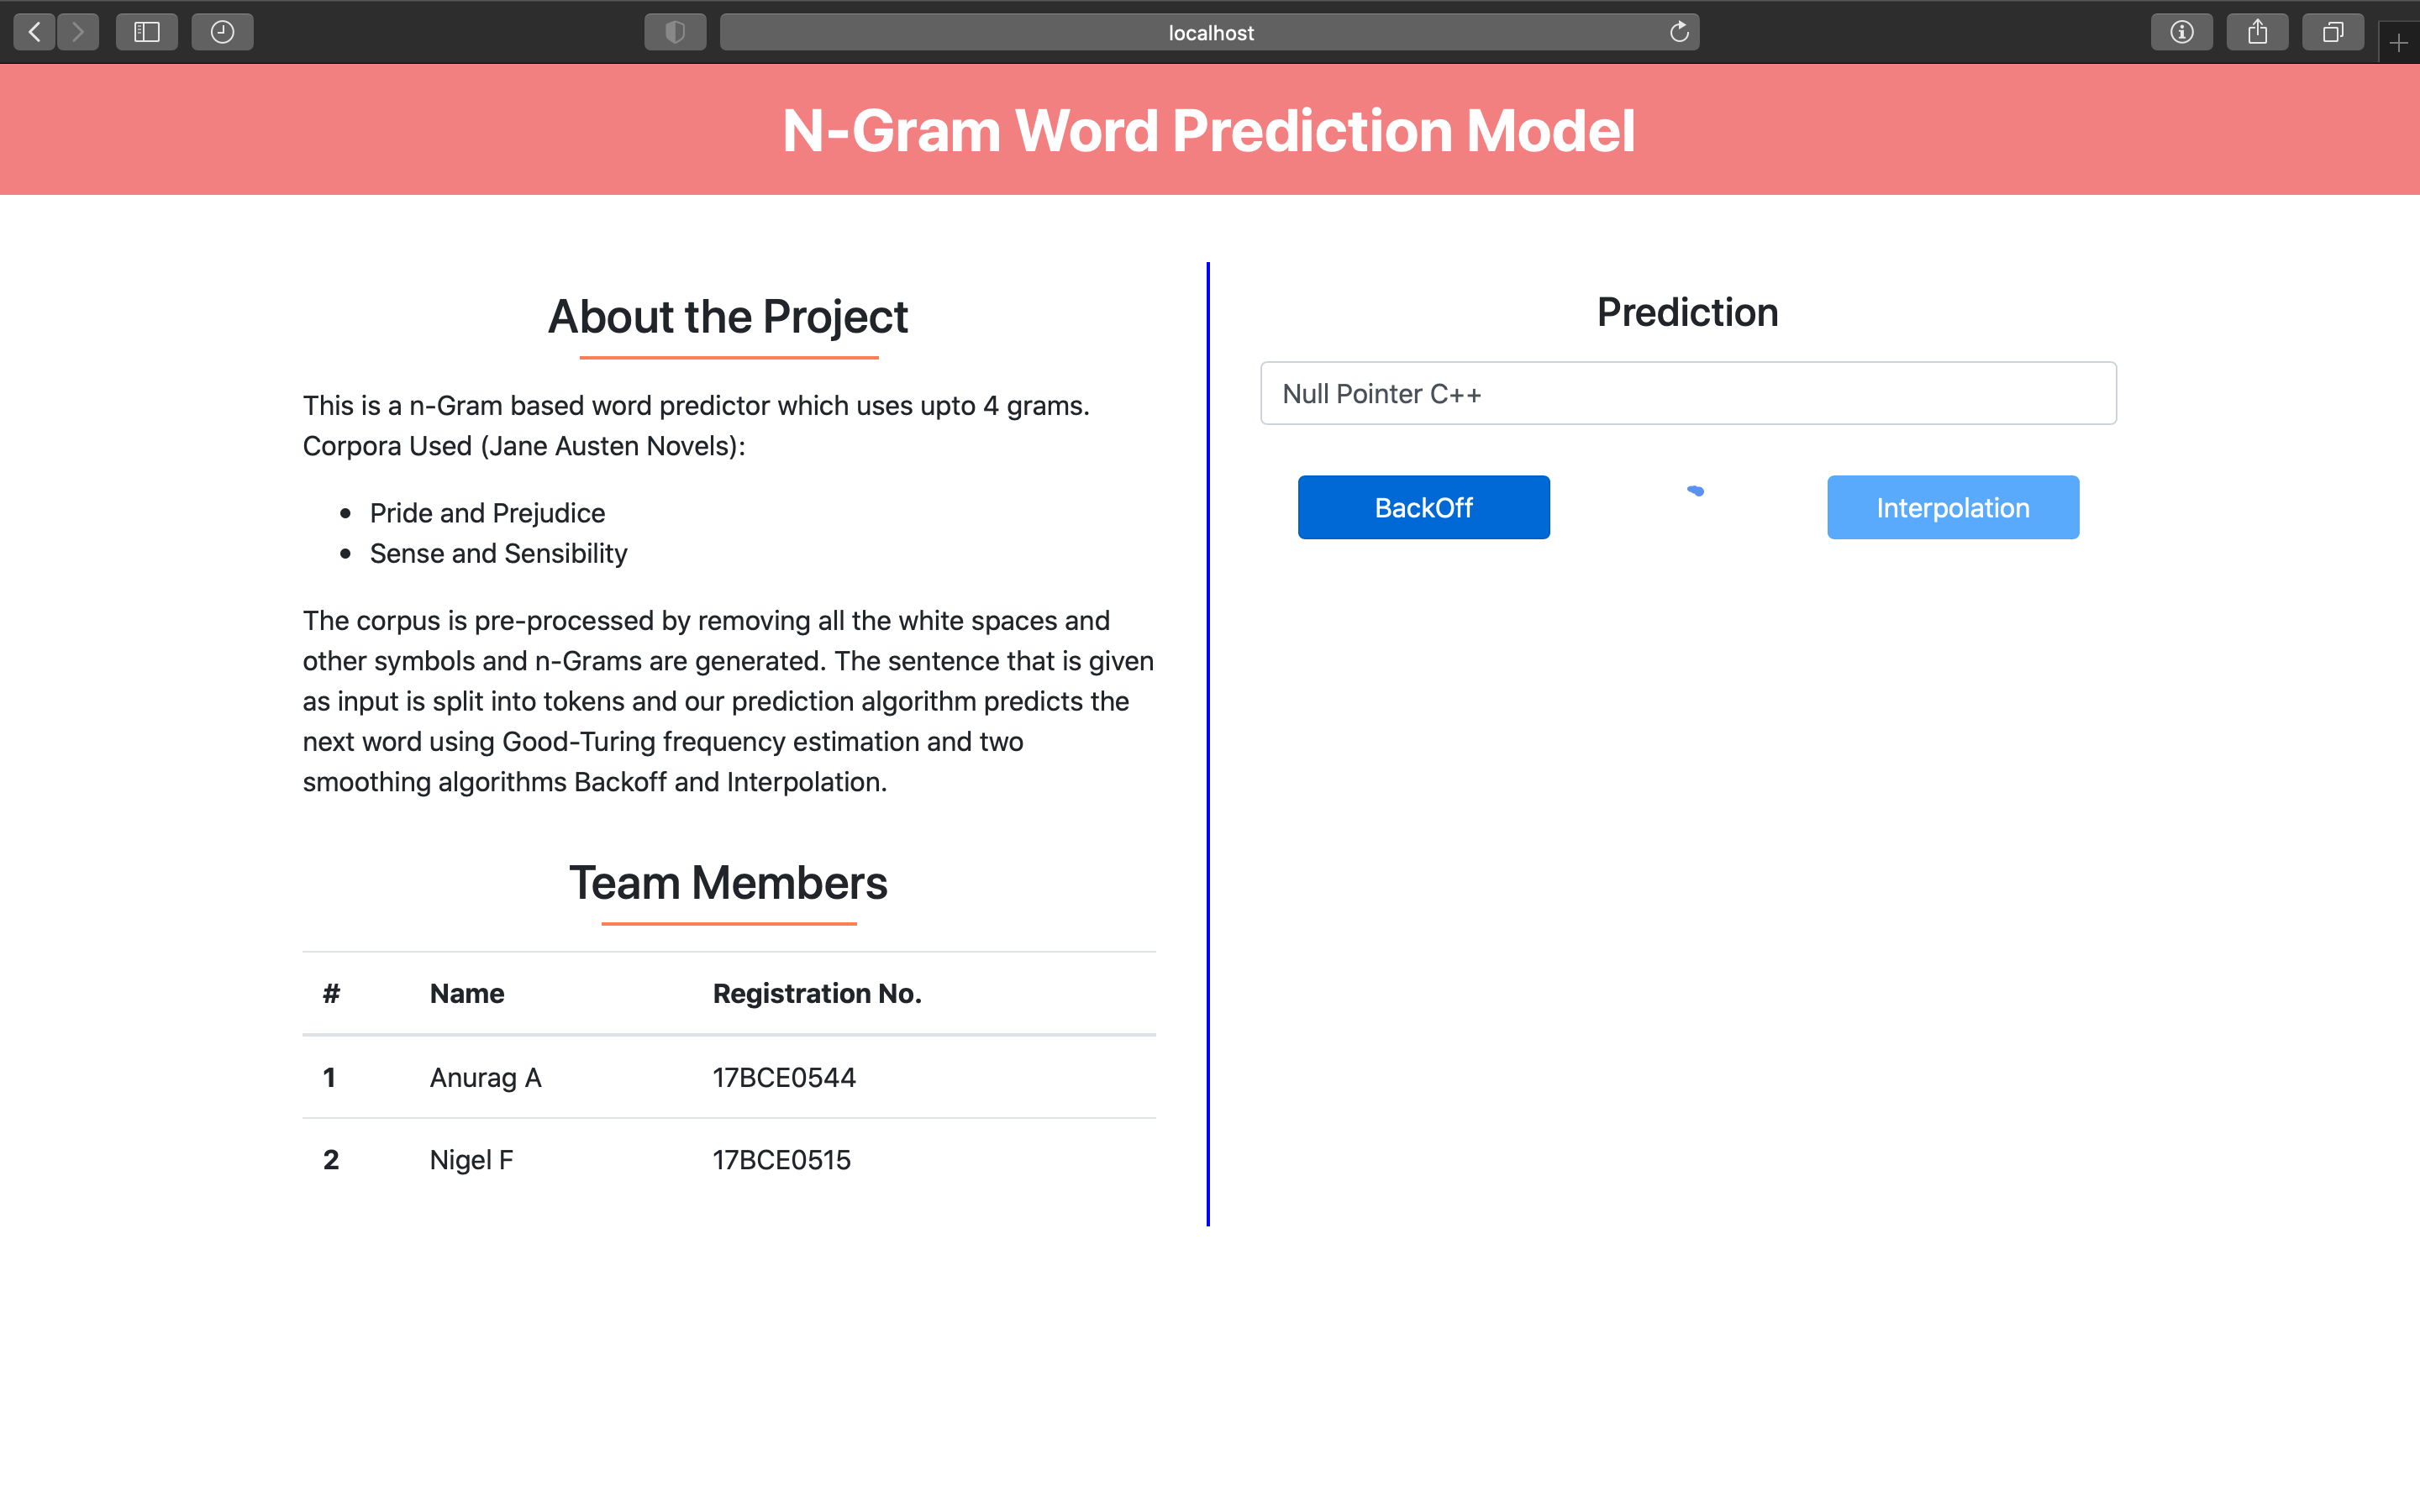 localhost
N-Gram Word Prediction Model
About the Project
This is a n-Gram based word predictor which uses upto 4 grams.
Corpora Used (Jane Austen Novels):
• Pride and Prejudice
• Sense and Sensibility
The corpus is pre-processed by removing all the white spaces and
other symbols and n-Grams are generated. The sentence that is given
as input is split into tokens and our prediction algorithm predicts the
next word using Good-Turing frequency estimation and two
smoothing algorithms Backoff and Interpolation.
Team Members
# Name Registration No.
1 Anurag A 17BCE0544
2 Nigel F 17BCE0515
Prediction
Null Pointer C++
BackOff Interpolation